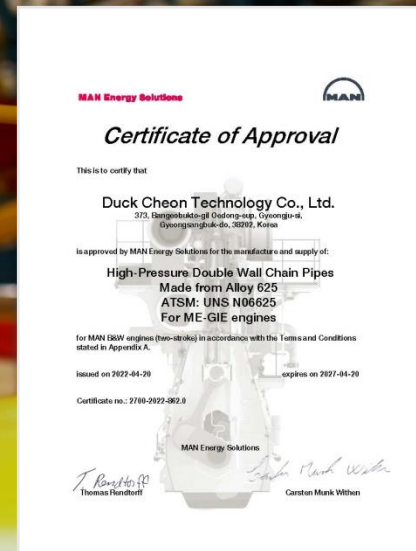 MAN Energy Solutions
MAN
Certificate of Approval
This is to certify that
Duck Cheon Technology Co., Ltd.
373, Bangeobukto-gil Oedong-eup, Gyeongju-si,
Gyeongsangbuk-do, 38202, Korea
is approved by MAN Energy Solutions for the manufacture and supply of:
High-Pressure Double Wall Chain Pipes
Made from Alloy 625
ATSM: UNS N06625
For ME-GIE engines
for MAN B&W engines (two-stroke) in accordance with the Terms and Conditions
stated in Appendix A.
issued on 2022-04-20 expires on 2027-04-20
Certificate no.: 2700-2022-862.0
MAN Energy Solutions
T. Rendtorff Carsten Munk Withen
Thomas Rendtorff Carsten Munk Withen